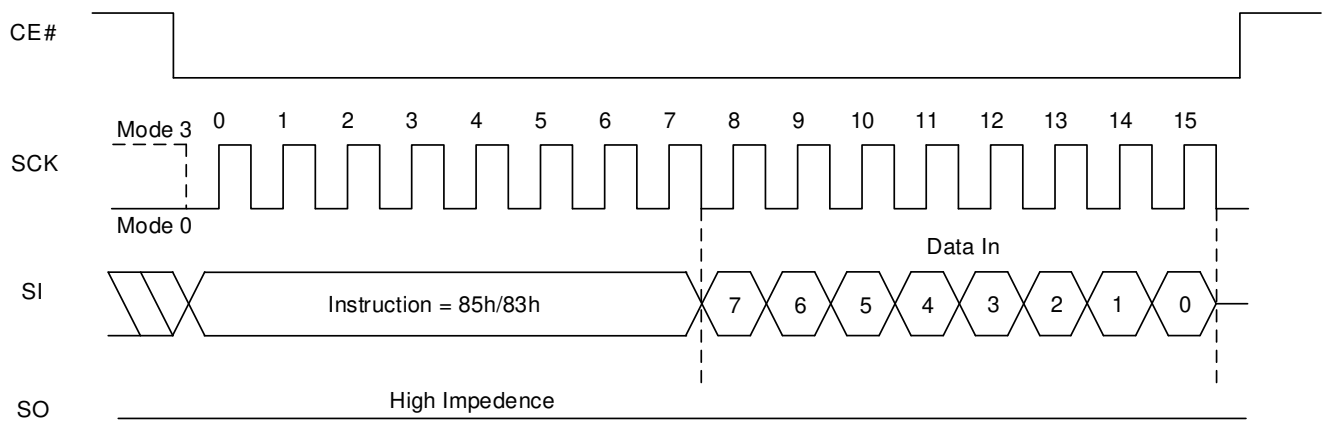 CE#
Mode 3 0 1 2 3 4 5 6 7 8 9 10 11 12 13 14 15
SCK
Mode 0
Data In
SI Instruction = 85h/83h 7 6 5 4 3 2 1 0
High Impedence
SO